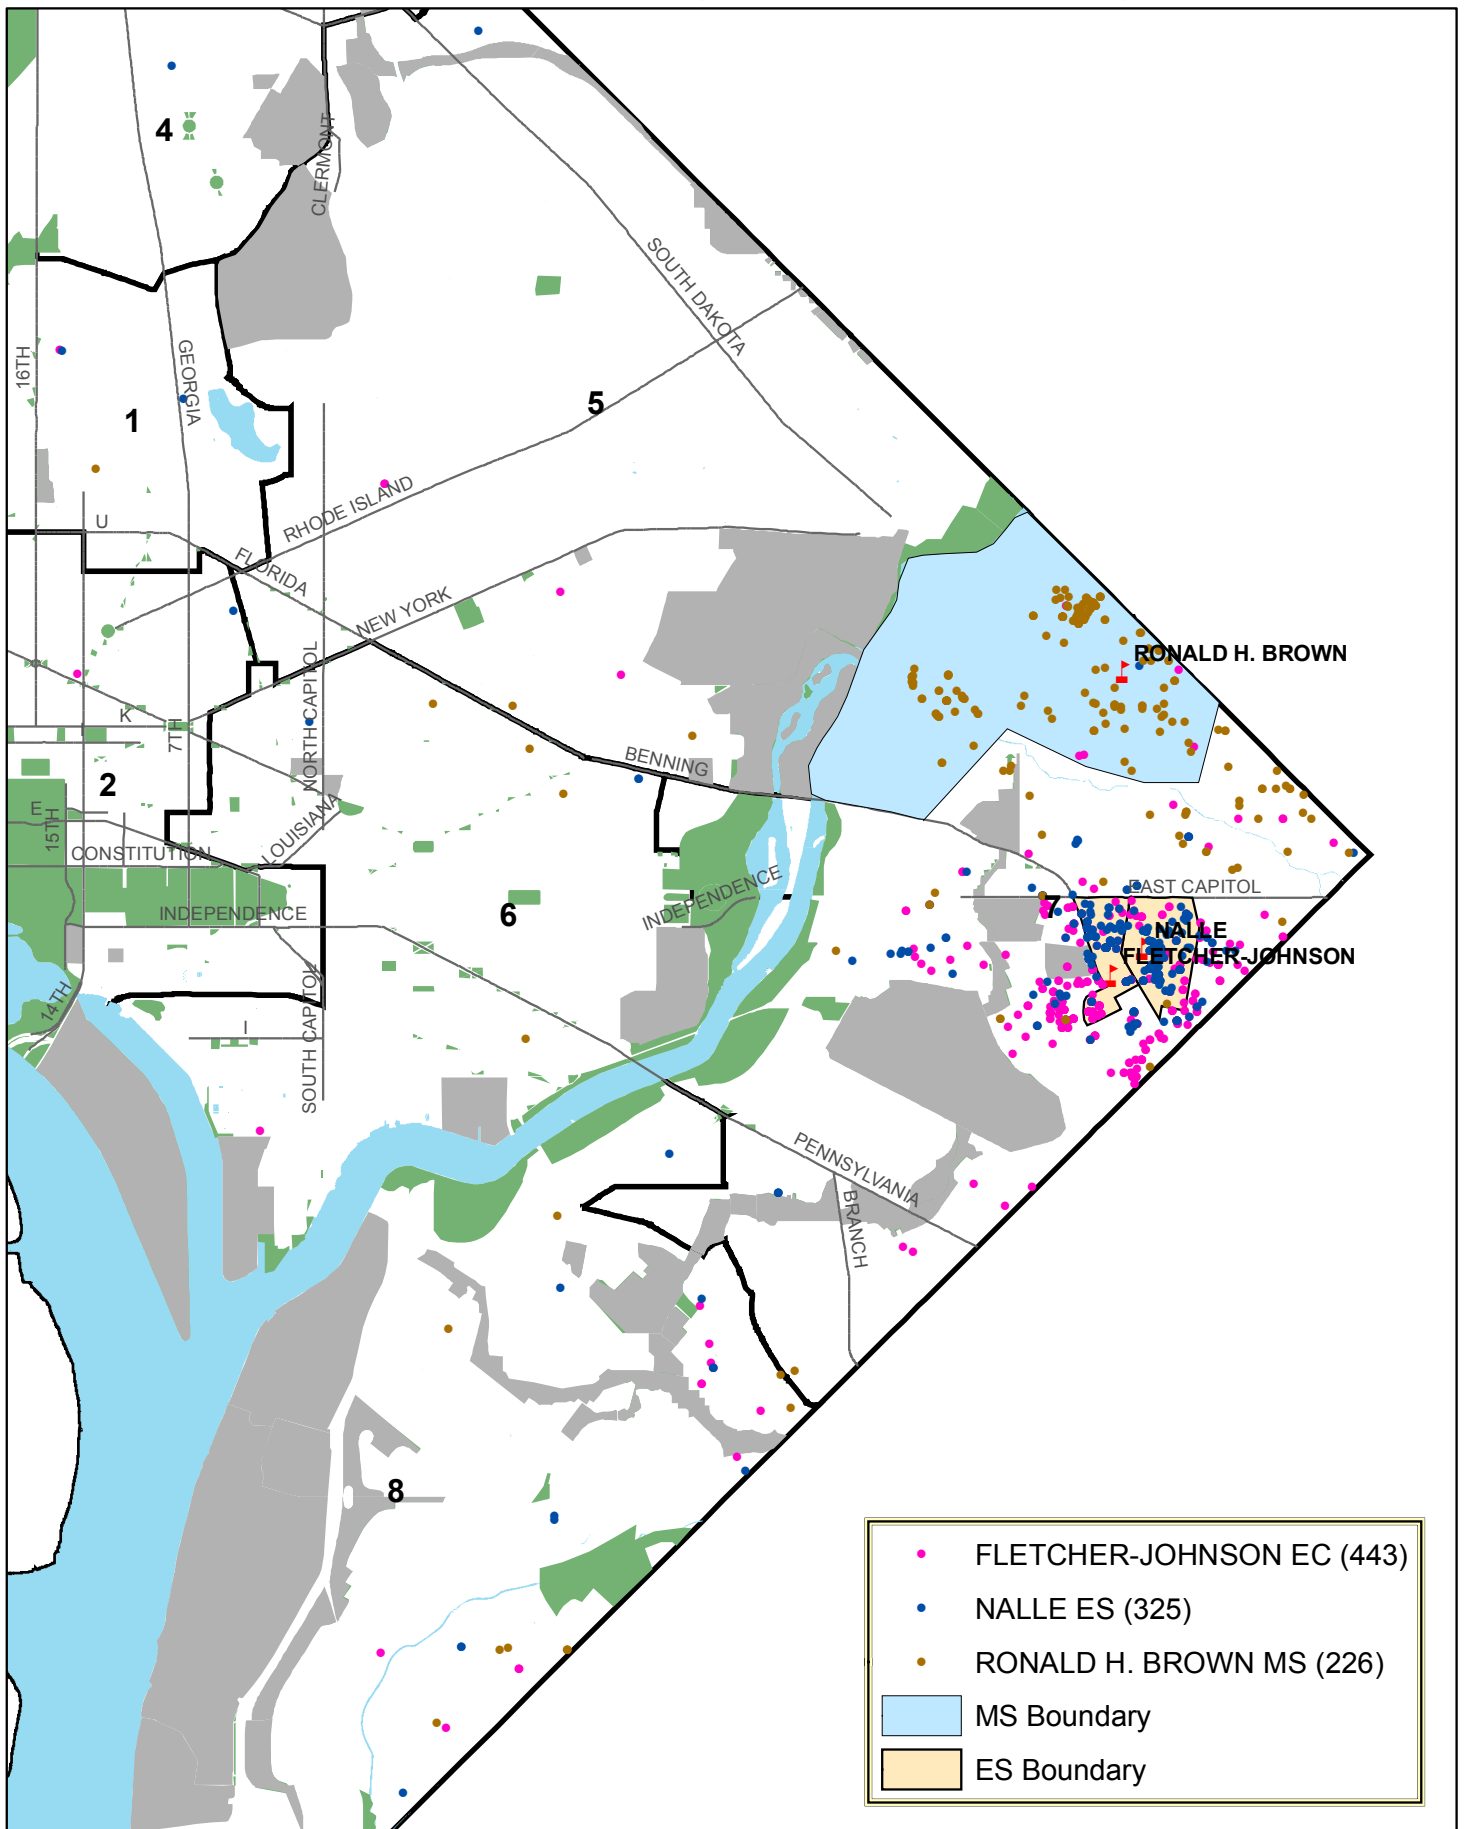 4
CLERMONT
SOUTH DAKOTA
16TH
GEORGIA
1
5
RHODE ISLAND
U
FLORIDA
NEW YORK
RONALD H. BROWN
NORTH CAPITOL
K
7TH
BENNING
2
E
15TH
LOUISIANA
CONSTITUTION
EAST CAPITOL
INDEPENDENCE
INDEPENDENCE
6
7
NALLE
FLETCHER-JOHNSON
14TH
I
SOUTH CAPITOL
PENNSYLVANIA
BRANCH
8
FLETCHER-JOHNSON EC (443)
NALLE ES (325)
RONALD H. BROWN MS (226)
MS Boundary
ES Boundary